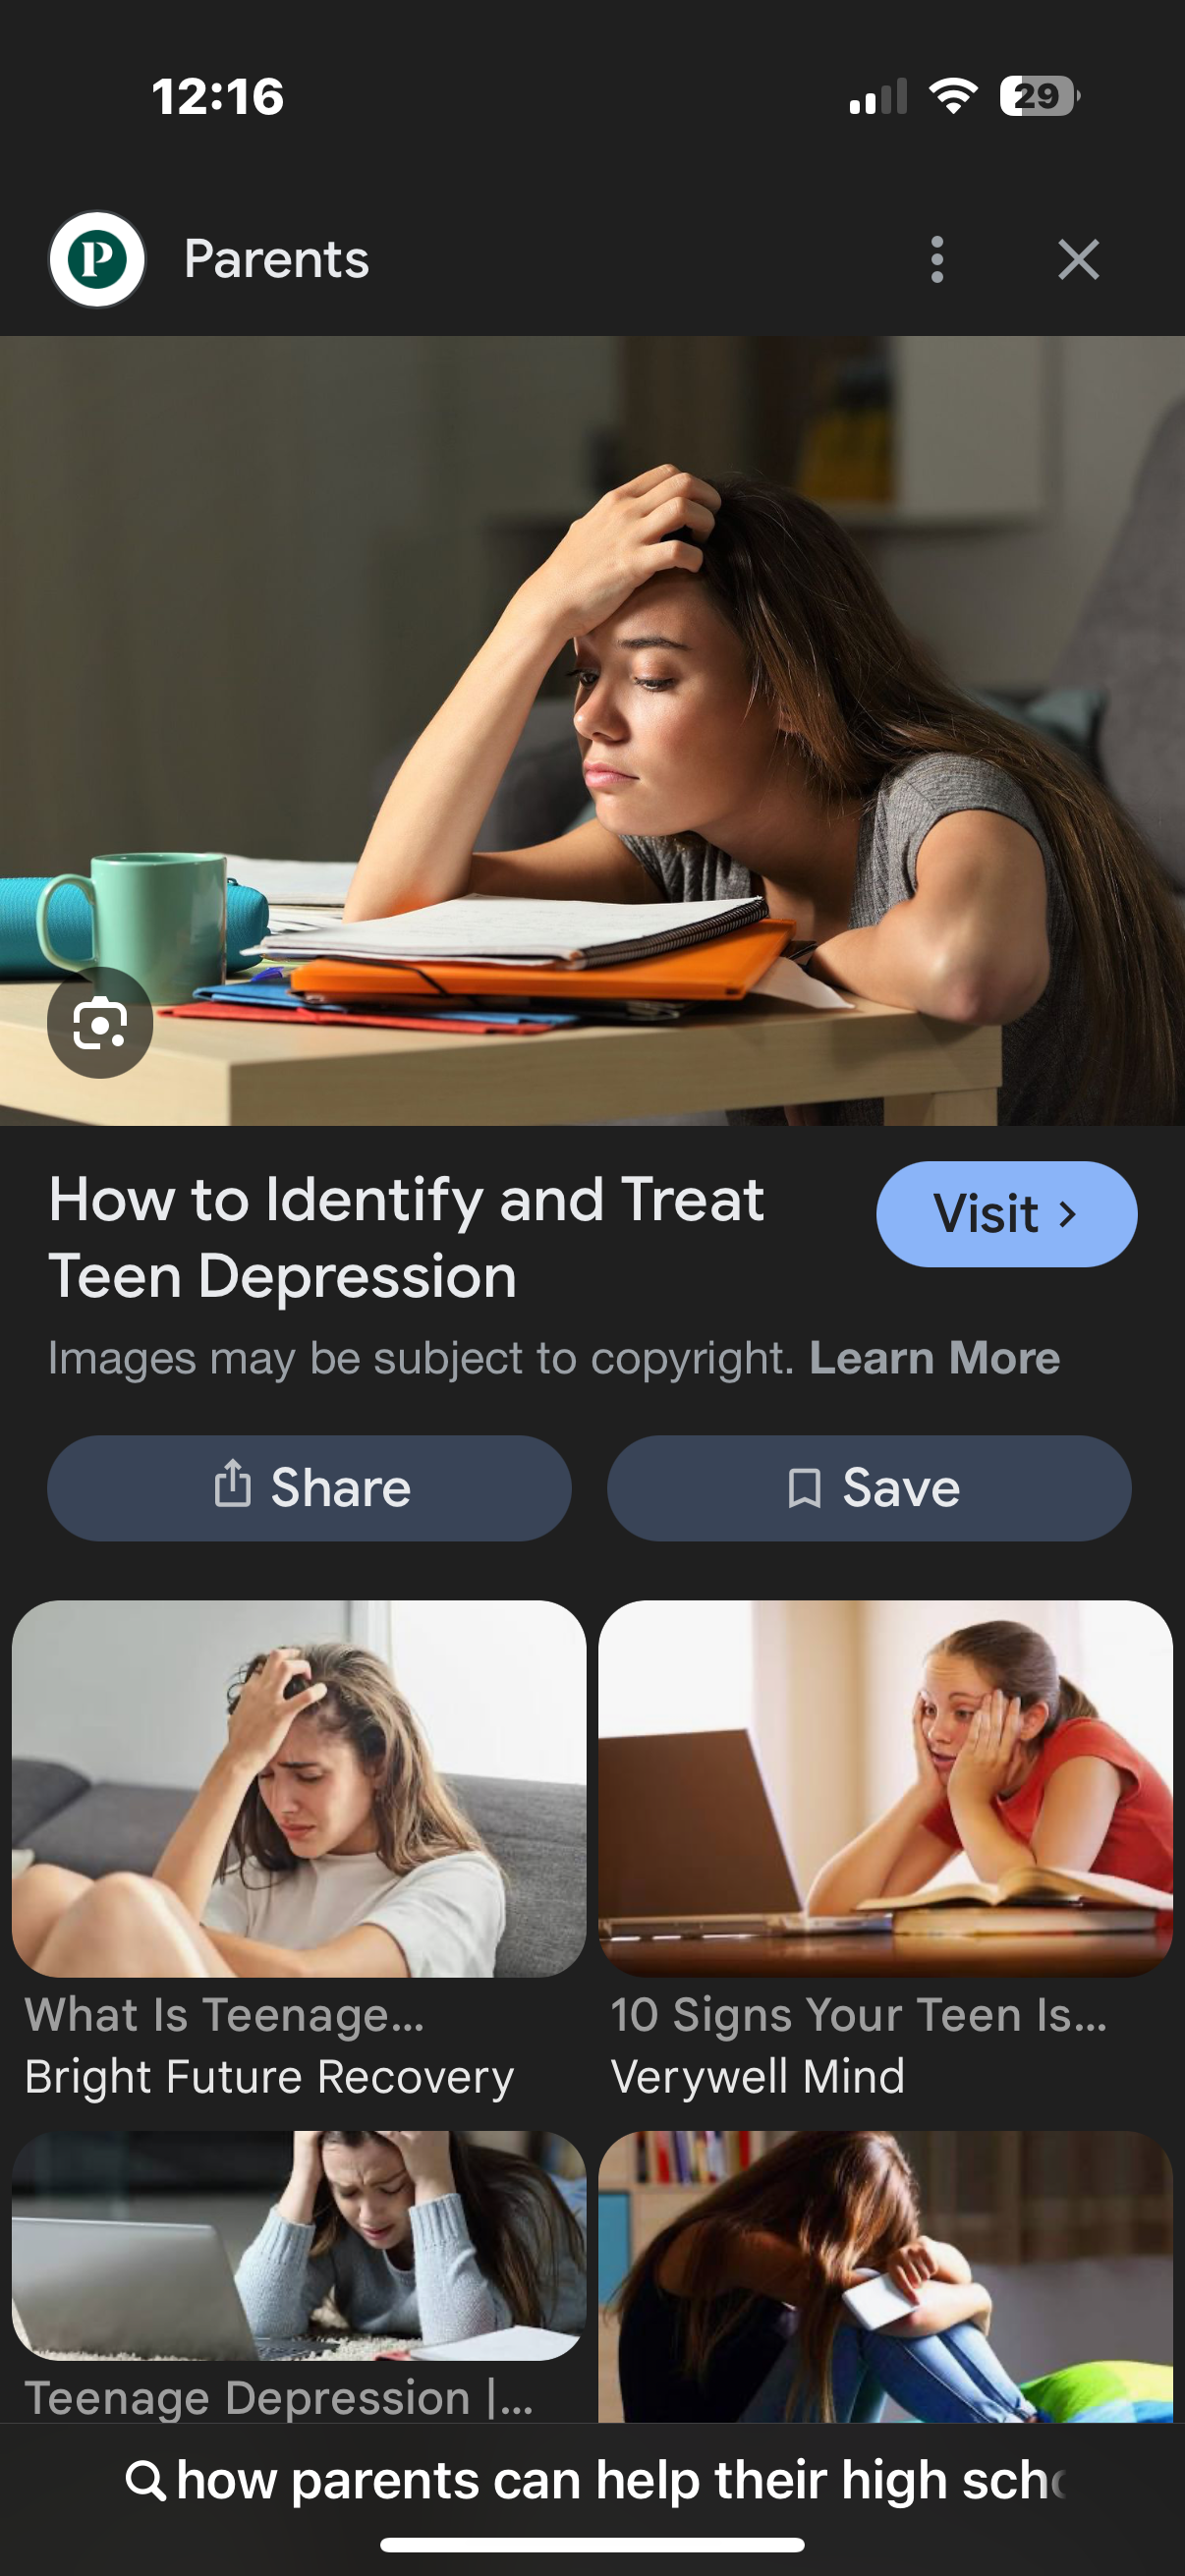 12:16
29
P
Parents
How to Identify and Treat
Teen Depression
Visit
Images may be subject to copyright. Learn More
Share
Save
What Is Teenage...
Bright Future Recovery
10 Signs Your Teen Is...
Verywell Mind
Teenage Depression |...
how parents can help their high sch